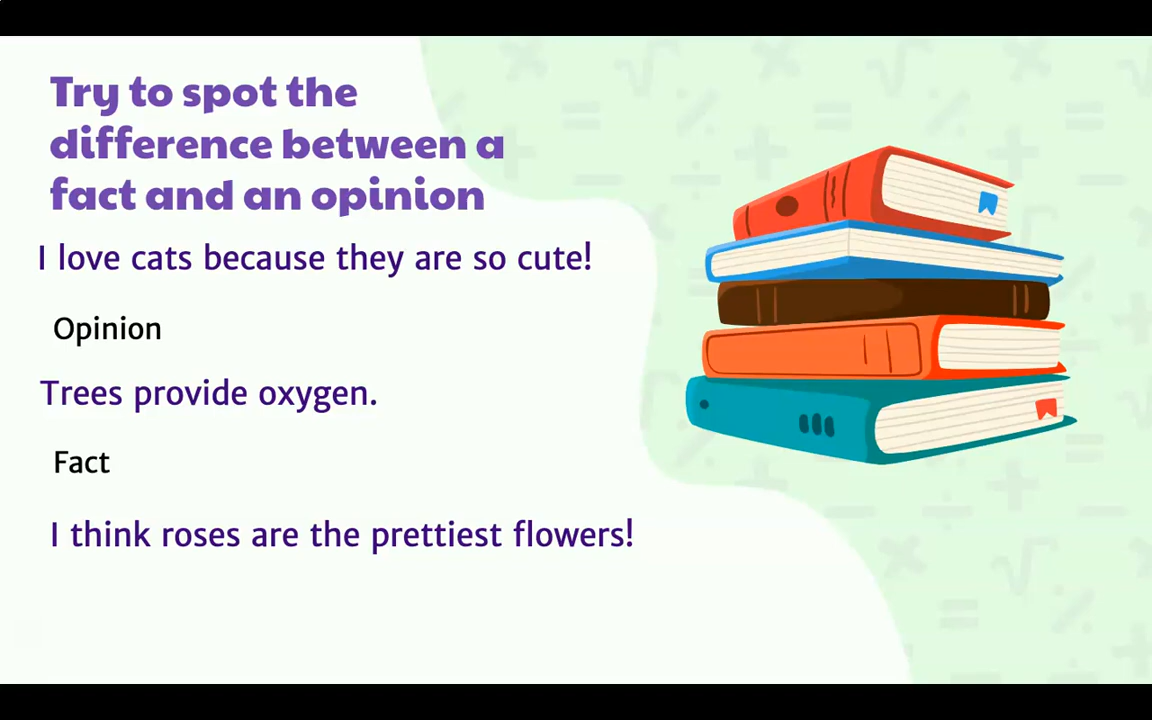 Try to spot the
difference between a
fact and an opinion
I love cats because they are so cute!
Opinion
Trees provide oxygen.
Fact
I think roses are the prettiest flowers!